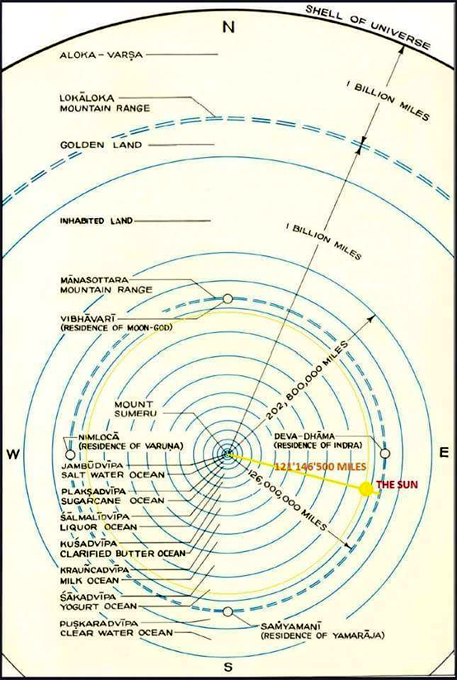 N
SHELL OF UNIVERSE
ALOKA-VARṢA
1 BILLION MILES
LOKĀLOKA
MOUNTAIN RANGE
GOLDEN LAND
INHABITED LAND
1 BILLION MILES
MĀNASOTTARA
MOUNTAIN RANGE
VIBHĀVARĪ
(RESIDENCE OF MOON-GOD)
202,800,000 MILES
MOUNT
SUMERU
W
NIMLOCĀ
(RESIDENCE OF VARUṆA)
DEVA-DHĀMA
(RESIDENCE OF INDRA)
E
JAMBŪDVĪPA
SALT WATER OCEAN
121'146'500 MILES
THE SUN
126,000,000 MILES
PLAKṢADVĪPA
SUGARCANE OCEAN
ŚĀLMALĪDVĪPA
LIQUOR OCEAN
KUŚADVĪPA
CLARIFIED BUTTER OCEAN
KRAUÑCADVĪPA
MILK OCEAN
ŚĀKADVĪPA
YOGURT OCEAN
PUṢKARADVĪPA
CLEAR WATER OCEAN
SAṀYAMANĪ
(RESIDENCE OF YAMARĀJA)
S